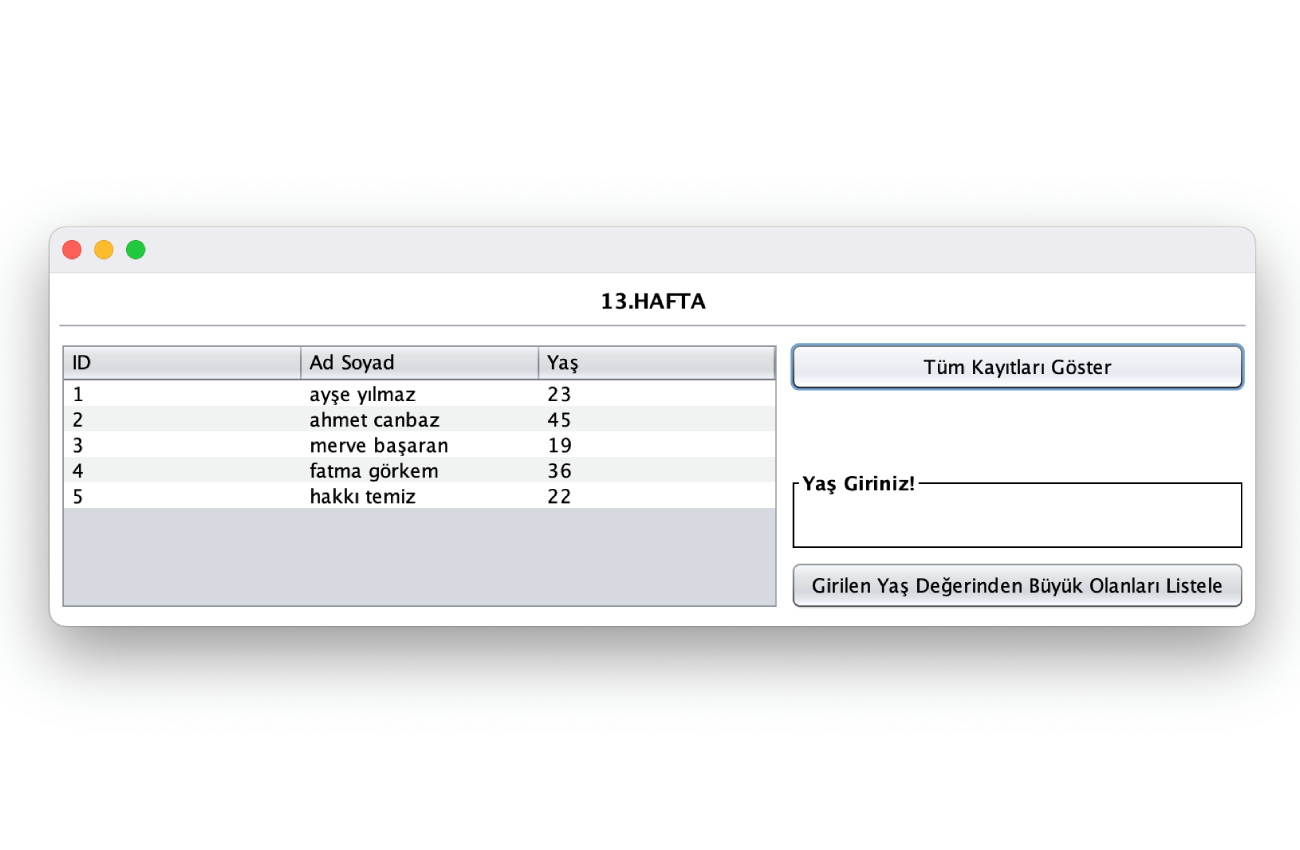 13.HAFTA
ID Ad Soyad Yaş
1 ayşe yılmaz 23
2 ahmet canbaz 45
3 merve başaran 19
4 fatma görkem 36
5 hakkı temiz 22
Tüm Kayıtları Göster
Yaş Giriniz!
Girilen Yaş Değerinden Büyük Olanları Listele